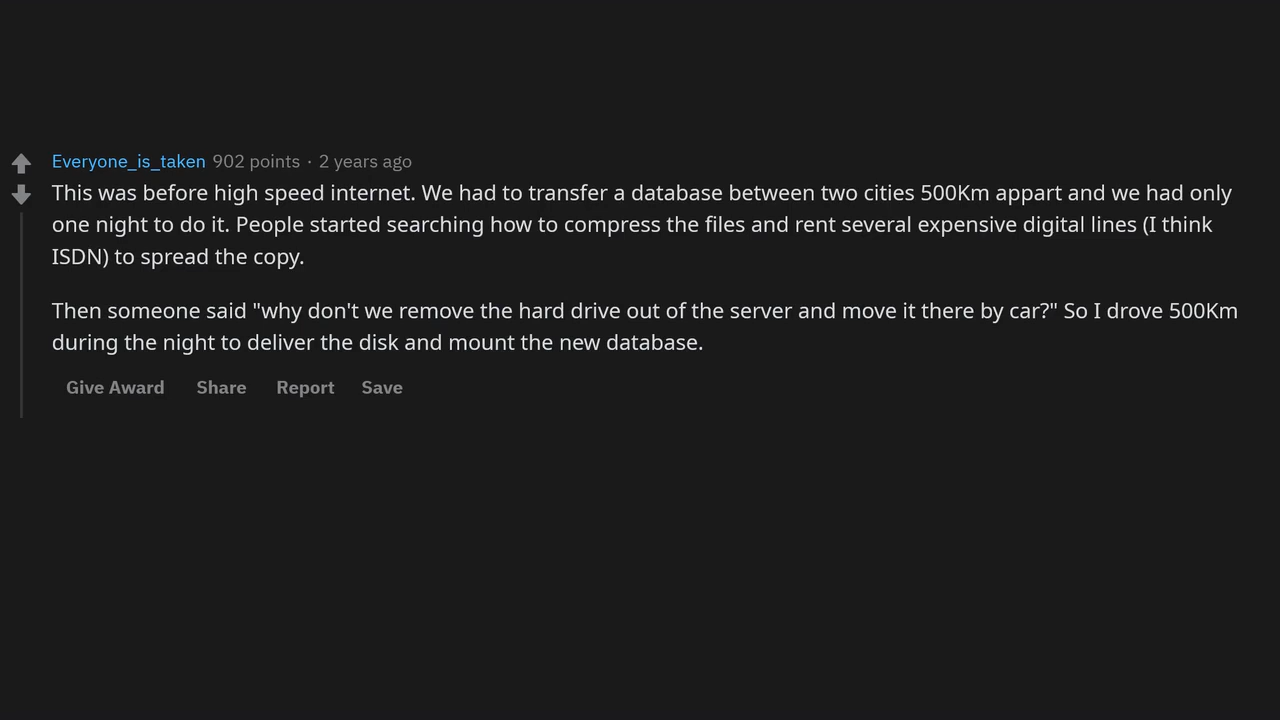 Everyone_is_taken 902 points · 2 years ago
This was before high speed internet. We had to transfer a database between two cities 500Km appart and we had only
one night to do it. People started searching how to compress the files and rent several expensive digital lines (I think
ISDN) to spread the copy.
Then someone said "why don't we remove the hard drive out of the server and move it there by car?" So I drove 500Km
during the night to deliver the disk and mount the new database.
Give Award Share Report Save